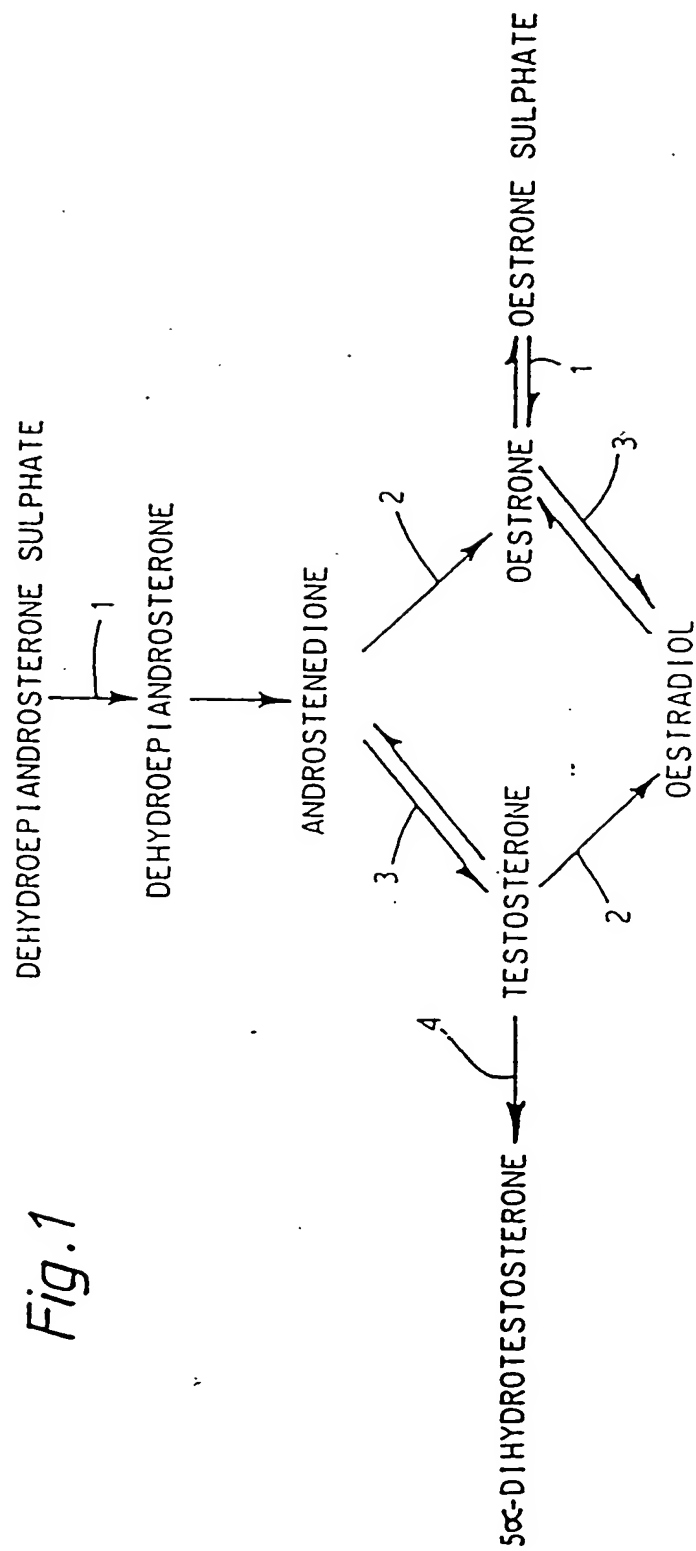 Fig.1
DEHYDROEPIANDROSTERONE SULPHATE
1
DEHYDROEPIANDROSTERONE
ANDROSTENEDIONE
3
2
4
5α-DIHYDROTESTOSTERONE
TESTOSTERONE
OESTRONE
1
OESTRONE SULPHATE
2
3
OESTRADIOL